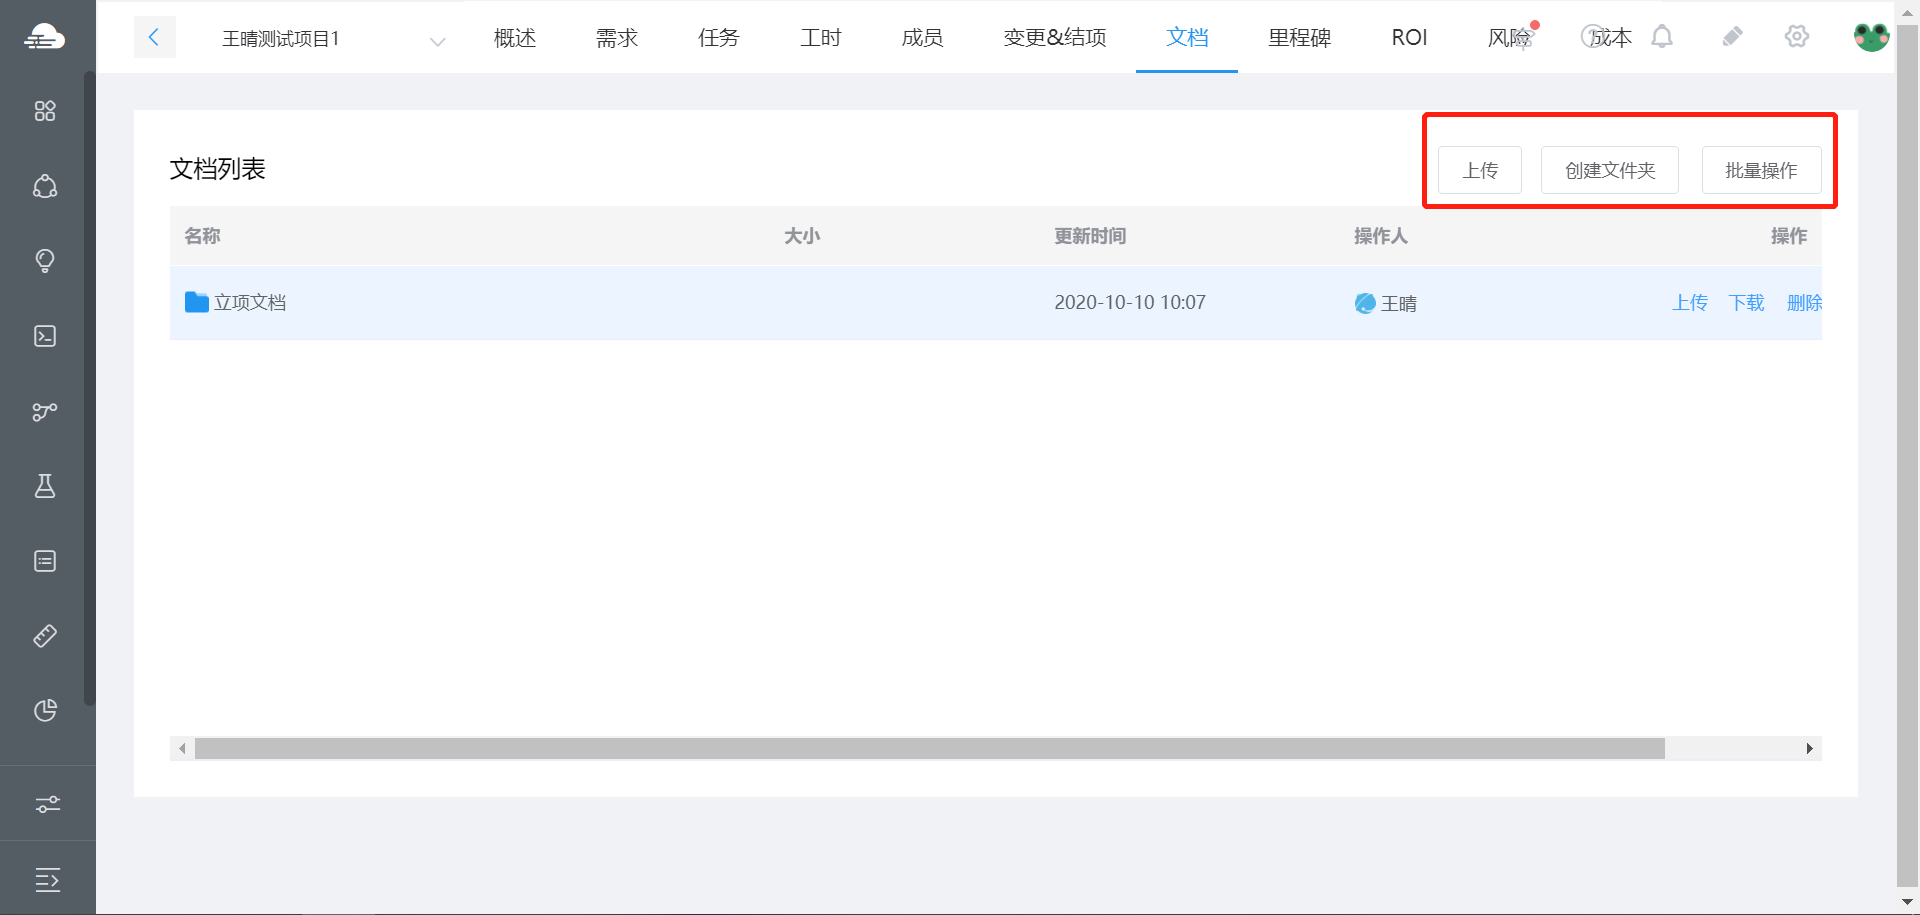 王晴测试项目1 概述 需求 任务 工时 成员 变更&结项 文档 里程碑 ROI 风险 成本
文档列表 上传 创建文件夹 批量操作
名称 大小 更新时间 操作人 操作
立项文档 2020-10-10 10:07 王晴 上传 下载 删除